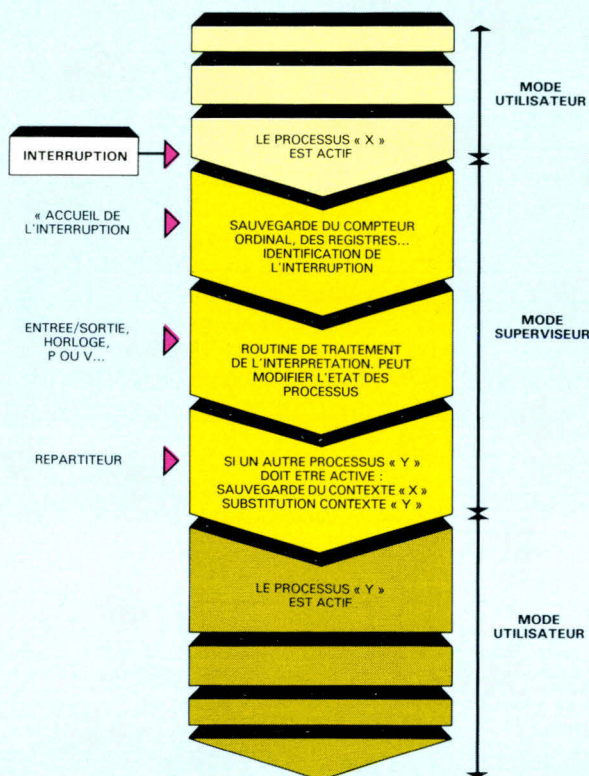 MODE
UTILISATEUR
LE PROCESSUS « X »
EST ACTIF
INTERRUPTION
« ACCUEIL DE
L'INTERRUPTION
SAUVEGARDE DU COMPTEUR
ORDINAL, DES REGISTRES...
IDENTIFICATION DE
L'INTERRUPTION
MODE
SUPERVISEUR
ENTREE/SORTIE,
HORLOGE,
P OU V...
ROUTINE DE TRAITEMENT
DE L'INTERPRETATION. PEUT
MODIFIER L'ETAT DES
PROCESSUS
REPARTITEUR
SI UN AUTRE PROCESSUS « Y »
DOIT ETRE ACTIVE :
SAUVEGARDE DU CONTEXTE « X »
SUBSTITUTION CONTEXTE « Y »
LE PROCESSUS « Y »
EST ACTIF
MODE
UTILISATEUR